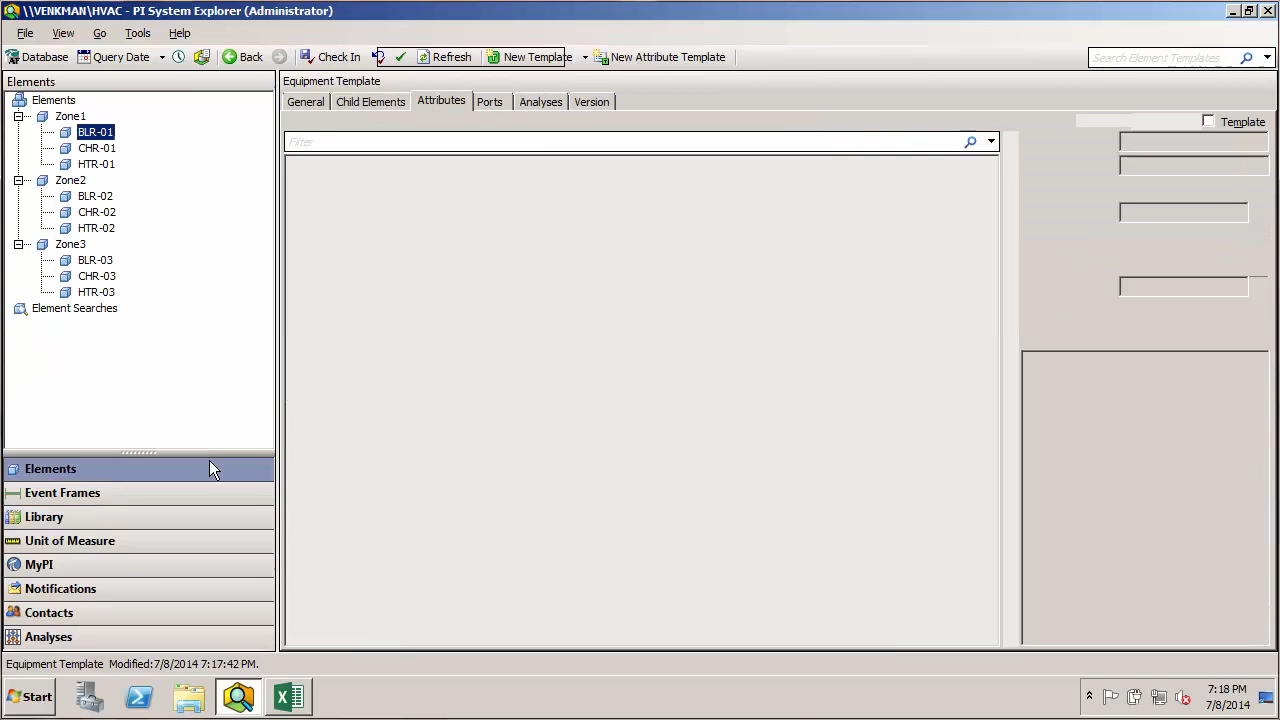 \\VENKMAN\HVAC - PI System Explorer (Administrator)
File View Go Tools Help
Database Query Date Back Check In Refresh New Template New Attribute Template Search Element Templates
Elements
Elements
Zone1
BLR-01
CHR-01
HTR-01
Zone2
BLR-02
CHR-02
HTR-02
Zone3
BLR-03
CHR-03
HTR-03
Element Searches
Elements
Event Frames
Library
Unit of Measure
MyPI
Notifications
Contacts
Analyses
Equipment Template
General Child Elements Attributes Ports Analyses Version
Template
Filter
Equipment Template Modified:7/8/2014 7:17:42 PM.
Start
7:18 PM
7/8/2014